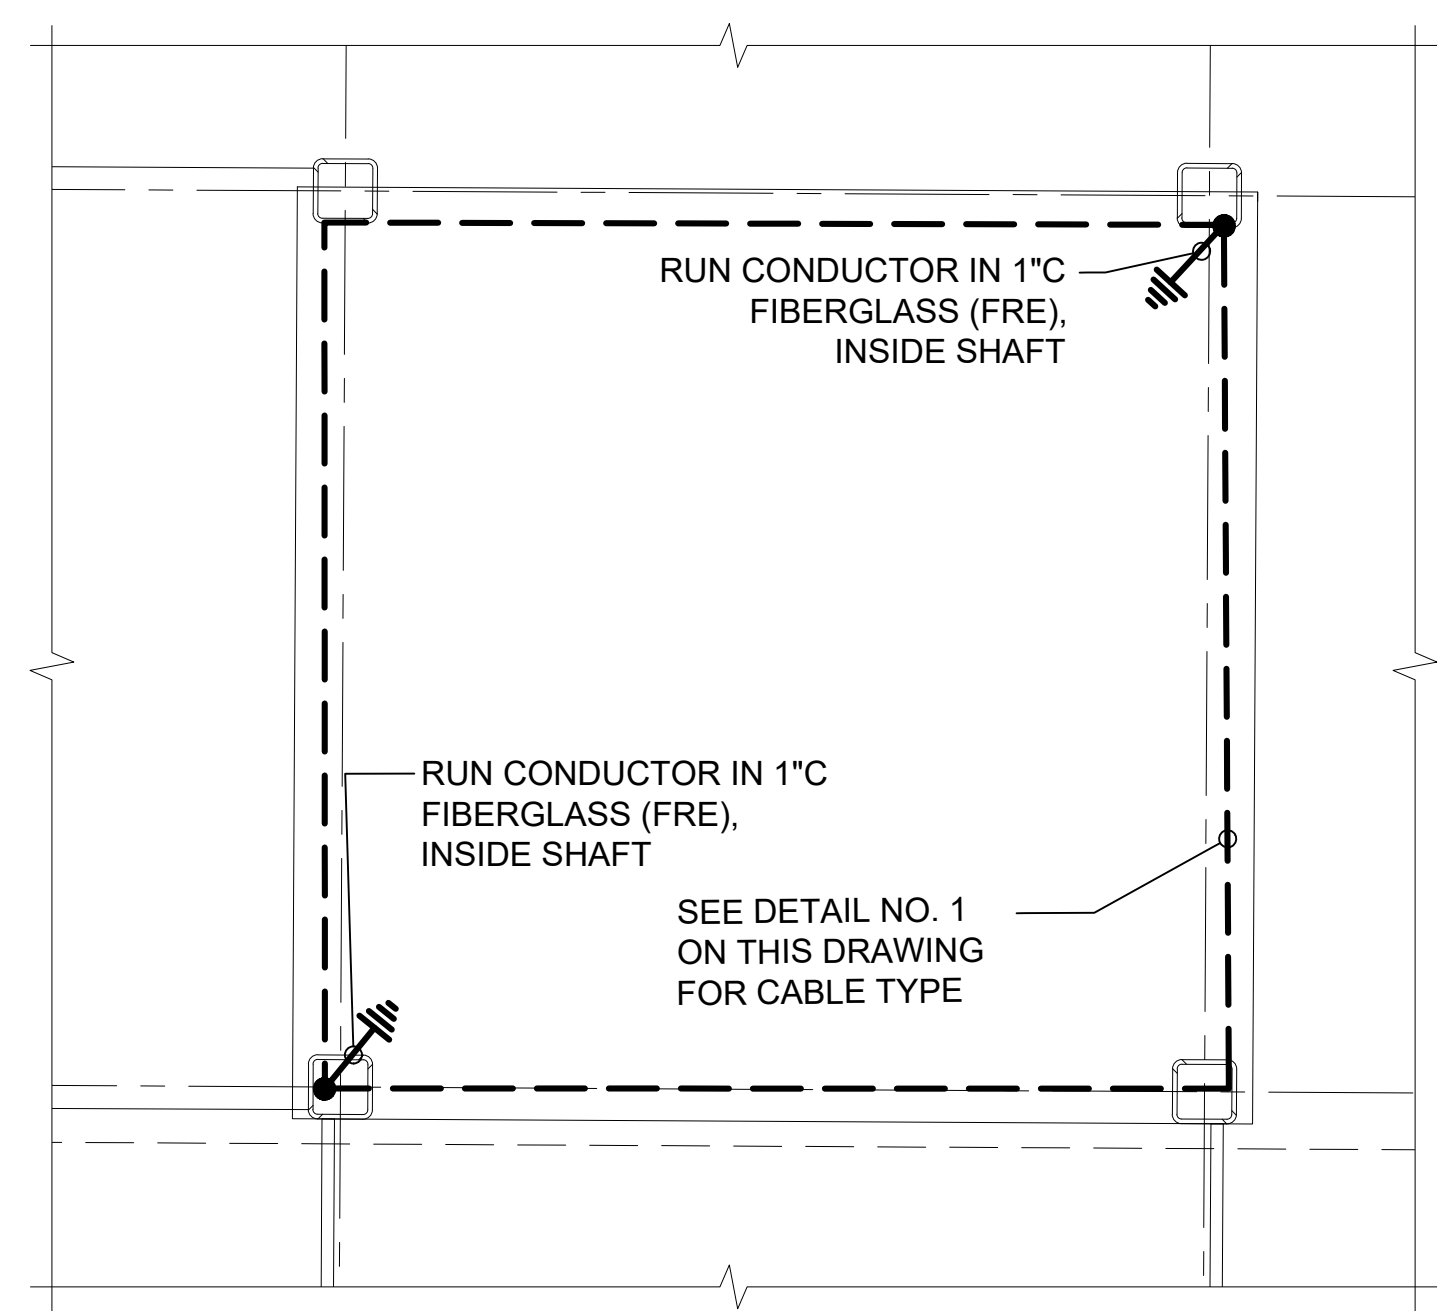 RUN CONDUCTOR IN 1"C
FIBERGLASS (FRE),
INSIDE SHAFT
RUN CONDUCTOR IN 1"C
FIBERGLASS (FRE),
INSIDE SHAFT
SEE DETAIL NO. 1
ON THIS DRAWING
FOR CABLE TYPE